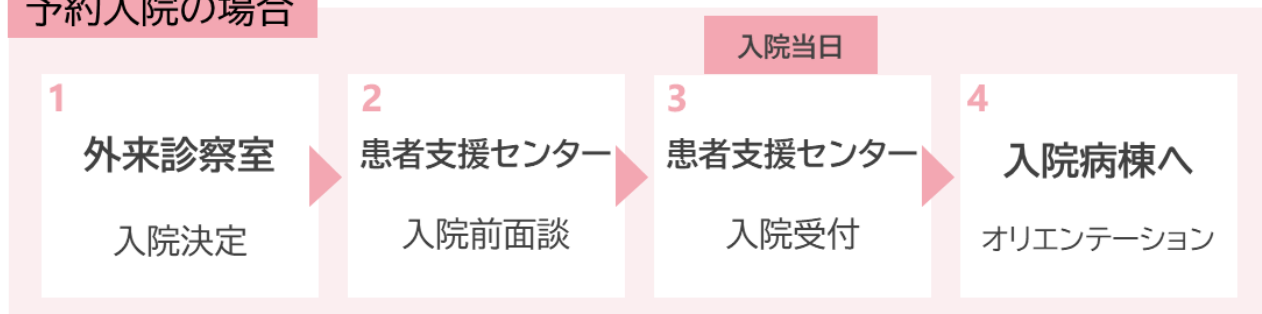 予約入院の場合
入院当日
1
外来診察室
入院決定
2
患者支援センター
入院前面談
3
患者支援センター
入院受付
4
入院病棟へ
オリエンテーション